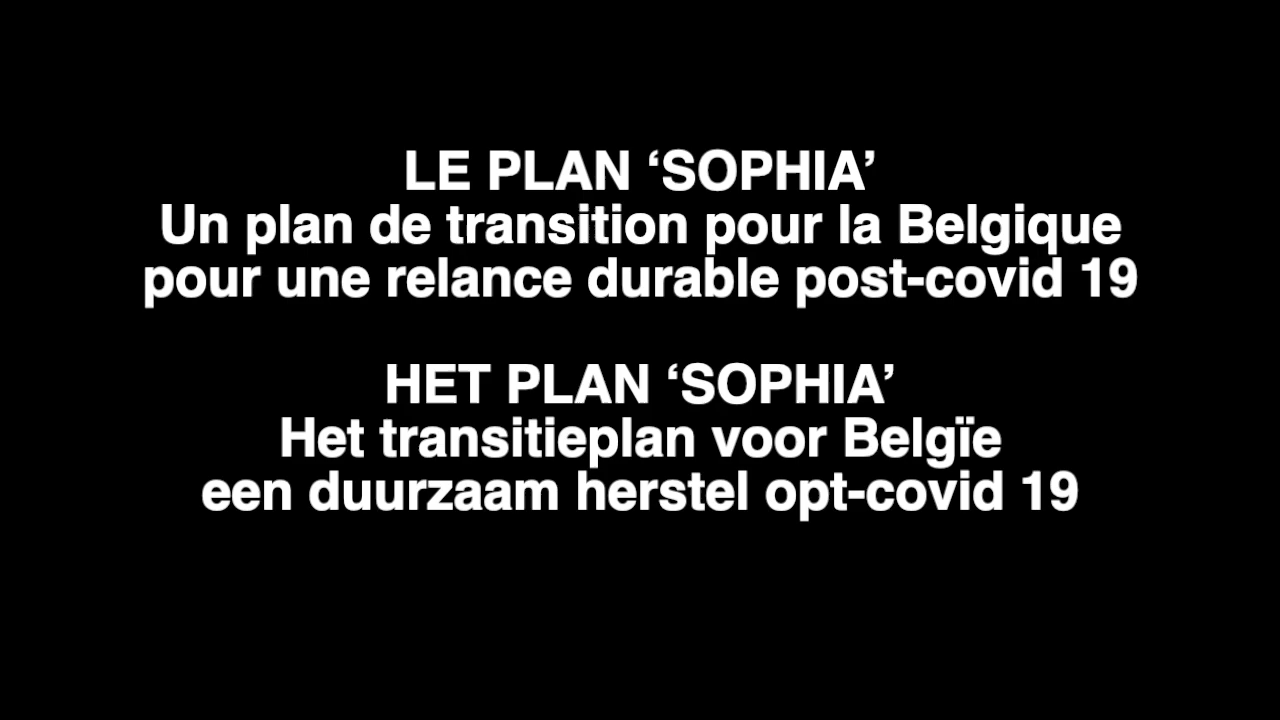 LE PLAN ‘SOPHIA’
Un plan de transition pour la Belgique
pour une relance durable post-covid 19
HET PLAN ‘SOPHIA’
Het transitieplan voor Belgïe
een duurzaam herstel opt-covid 19